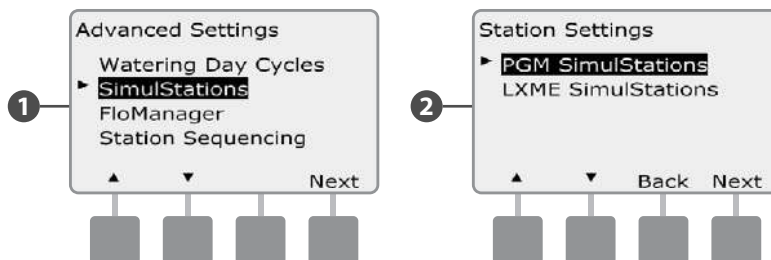 1
Advanced Settings
Watering Day Cycles
SimulStations
FloManager
Station Sequencing
Next
2
Station Settings
PGM SimulStations
LXME SimulStations
Back Next